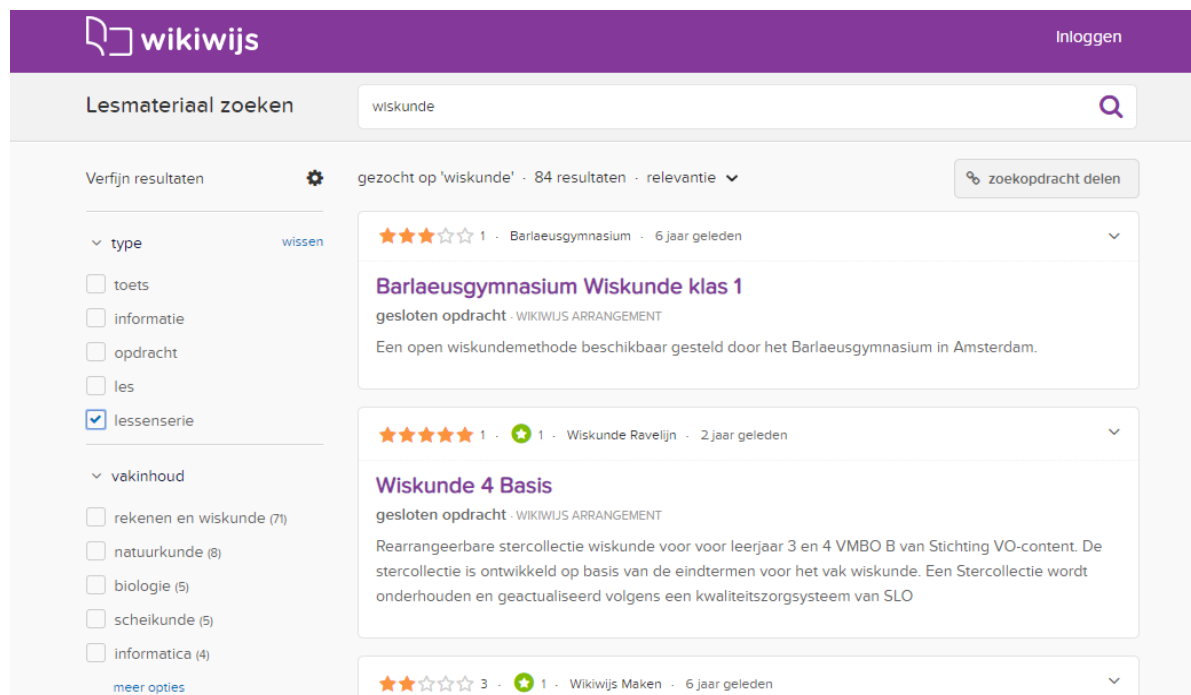 wikiwijs
Inloggen
Lesmateriaal zoeken
wiskunde
Verfijn resultaten
gezocht op 'wiskunde' · 84 resultaten · relevantie
zoekopdracht delen
type
wissen
toets
informatie
opdracht
les
lessenserie
vakinhoud
rekenen en wiskunde (71)
natuurkunde (8)
biologie (5)
scheikunde (5)
informatica (4)
meer opties
1 · Barlaeusgymnasium · 6 jaar geleden
Barlaeusgymnasium Wiskunde klas 1
gesloten opdracht · WIKIWIJS ARRANGEMENT
Een open wiskundemethode beschikbaar gesteld door het Barlaeusgymnasium in Amsterdam.
1 · 1 · Wiskunde Ravelijn · 2 jaar geleden
Wiskunde 4 Basis
gesloten opdracht · WIKIWIJS ARRANGEMENT
Rearrangeerbare stercollectie wiskunde voor voor leerjaar 3 en 4 VMBO B van Stichting VO-content. De
stercollectie is ontwikkeld op basis van de eindtermen voor het vak wiskunde. Een Stercollectie wordt
onderhouden en geactualiseerd volgens een kwaliteitszorgsysteem van SLO
3 · 1 · Wikiwijs Maken · 6 jaar geleden